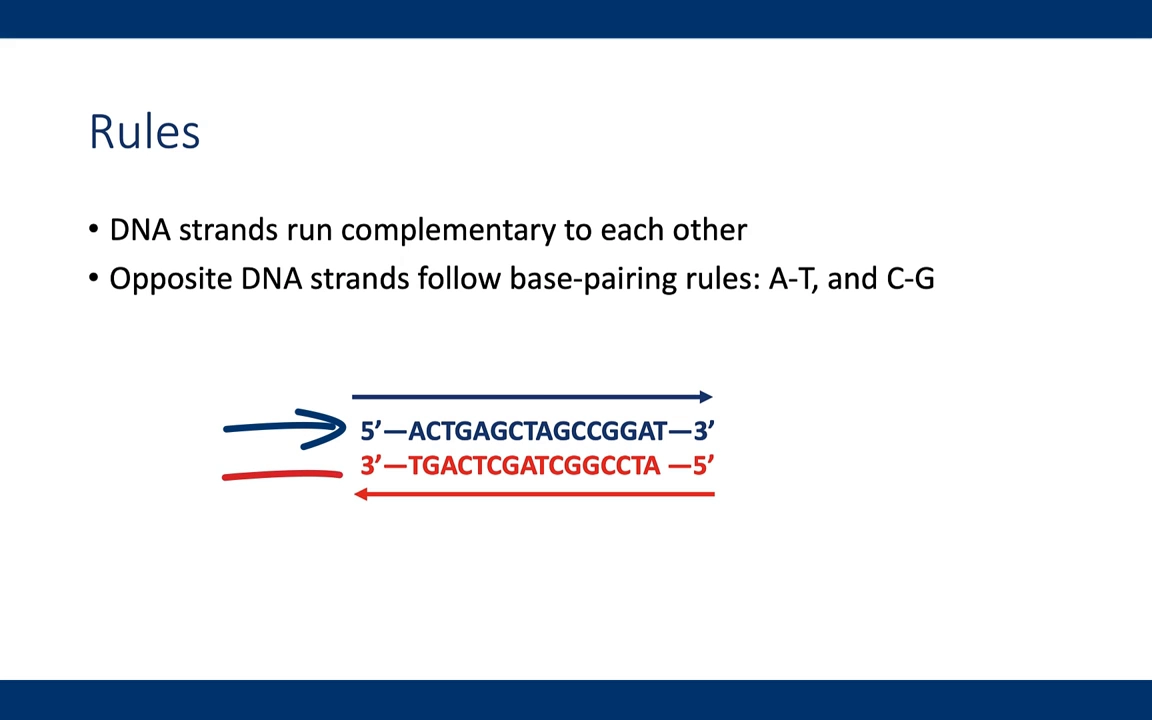 Rules
• DNA strands run complementary to each other
• Opposite DNA strands follow base-pairing rules: A-T, and C-G
5’—ACTGAGCTAGCCGGAT—3’
3’—TGACTCGATCGGCCTA —5’